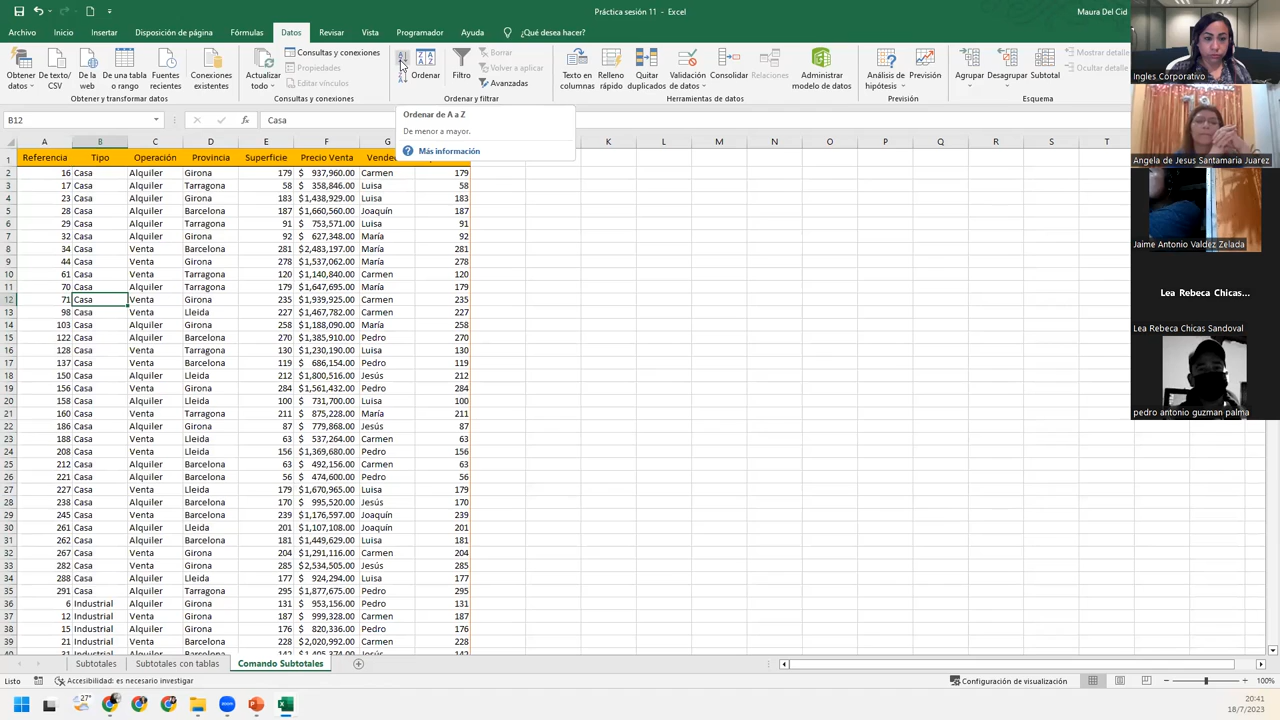 Práctica sesión 11 - Excel
Maura Del Cid
Archivo Inicio Insertar Disposición de página Fórmulas Datos Revisar Vista Programador Ayuda ¿Qué desea hacer?
Obtener datos
De texto/CSV
De la web
De una tabla o rango
Fuentes recientes
Conexiones existentes
Obtener y transformar datos
Actualizar todo
Consultas y conexiones
Propiedades
Editar vínculos
Consultas y conexiones
Ordenar
Filtro
Borrar
Volver a aplicar
Avanzadas
Ordenar y filtrar
Texto en columnas
Relleno rápido
Quitar duplicados
Validación de datos
Consolidar
Relaciones
Administrar modelo de datos
Herramientas de datos
Análisis de hipótesis
Previsión
Previsión
Agrupar
Desagrupar
Subtotal
Mostrar detalle
Ocultar detalle
Esquema
Ordenar de A a Z
De menor a mayor.
Más información
B12
Casa
A B C D E F G K L M N O P Q R S T
1 Referencia Tipo Operación Provincia Superficie Precio Venta Vende
2 16 Casa Alquiler Girona 179 $ 937,960.00 Carmen 179
3 17 Casa Alquiler Tarragona 58 $ 358,846.00 Luisa 58
4 23 Casa Alquiler Girona 183 $1,438,929.00 Luisa 183
5 28 Casa Alquiler Barcelona 187 $1,660,560.00 Joaquín 187
6 29 Casa Alquiler Tarragona 91 $ 753,571.00 Luisa 91
7 32 Casa Alquiler Girona 92 $ 627,348.00 María 92
8 34 Casa Venta Barcelona 281 $2,483,197.00 María 281
9 44 Casa Venta Girona 278 $1,537,062.00 María 278
10 61 Casa Venta Tarragona 120 $1,140,840.00 Carmen 120
11 70 Casa Alquiler Tarragona 179 $1,647,695.00 María 179
12 71 Casa Venta Girona 235 $1,939,925.00 Carmen 235
13 98 Casa Venta Lleida 227 $1,467,782.00 Carmen 227
14 103 Casa Alquiler Girona 258 $1,188,090.00 María 258
15 122 Casa Alquiler Barcelona 270 $1,385,910.00 Pedro 270
16 128 Casa Venta Tarragona 130 $1,230,190.00 Luisa 130
17 137 Casa Venta Barcelona 119 $ 686,154.00 Pedro 119
18 150 Casa Alquiler Lleida 212 $1,800,516.00 Jesús 212
19 156 Casa Venta Girona 284 $1,561,432.00 Pedro 284
20 158 Casa Alquiler Lleida 100 $ 731,700.00 Luisa 100
21 160 Casa Venta Tarragona 211 $ 875,228.00 María 211
22 186 Casa Venta Girona 87 $ 779,868.00 Jesús 87
23 188 Casa Venta Lleida 63 $ 537,264.00 Carmen 63
24 208 Casa Venta Lleida 156 $1,369,680.00 Pedro 156
25 212 Casa Alquiler Barcelona 63 $ 492,156.00 Carmen 63
26 221 Casa Alquiler Barcelona 56 $ 474,600.00 Pedro 56
27 227 Casa Venta Lleida 179 $1,670,965.00 Luisa 179
28 238 Casa Alquiler Barcelona 170 $ 995,520.00 Jesús 170
29 245 Casa Venta Barcelona 239 $1,176,597.00 Joaquín 239
30 261 Casa Alquiler Lleida 201 $1,107,108.00 Joaquín 201
31 262 Casa Alquiler Barcelona 181 $1,449,629.00 Luisa 181
32 267 Casa Venta Girona 204 $1,291,116.00 Carmen 204
33 282 Casa Venta Girona 285 $2,534,505.00 Jesús 285
34 288 Casa Alquiler Lleida 177 $ 924,294.00 Luisa 177
35 291 Casa Alquiler Tarragona 295 $1,877,675.00 Pedro 295
36 6 Industrial Alquiler Girona 131 $ 953,156.00 Pedro 131
37 12 Industrial Venta Girona 187 $ 999,328.00 Carmen 187
38 15 Industrial Alquiler Girona 176 $ 820,336.00 Pedro 176
39 21 Industrial Venta Barcelona 228 $2,020,992.00 Carmen 228
Ingles Corporativo
Angela de Jesus Santamaria Juarez
Jaime Antonio Valdez Zelada
Lea Rebeca Chicas...
Lea Rebeca Chicas Sandoval
pedro antonio guzman palma
Subtotales Subtotales con tablas Comando Subtotales
Listo Accesibilidad: es necesario investigar Configuración de visualización 100%
27°
20:41
18/7/2023